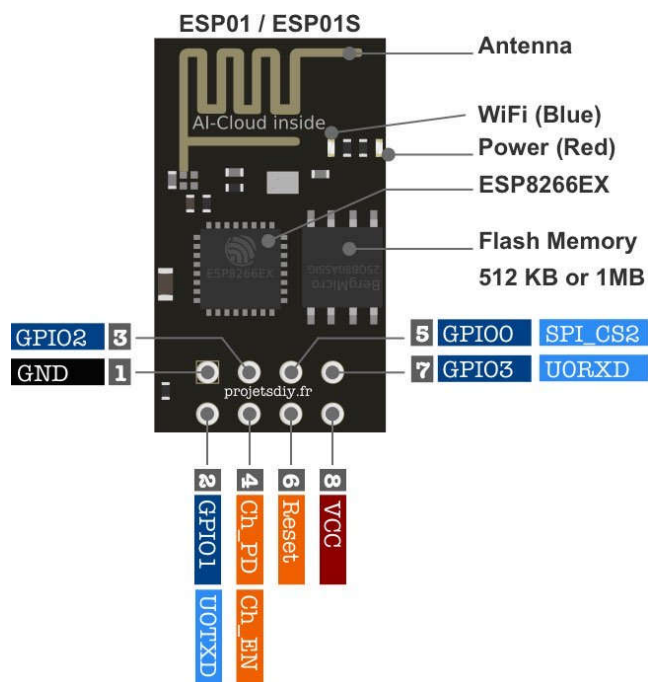 ESP01 / ESP01S
Antenna
AI-Cloud inside
WiFi (Blue)
Power (Red)
ESP8266EX
Flash Memory
512 KB or 1MB
ESP8266EX
BergMicro
GPIO2 3
GND 1
5 GPIO0 SPI_CS2
7 GPIO3 U0RXD
projetsdiy.fr
2 GPIO1 U0TXD
4 Ch_PD Ch_EN
6 Reset
8 VCC